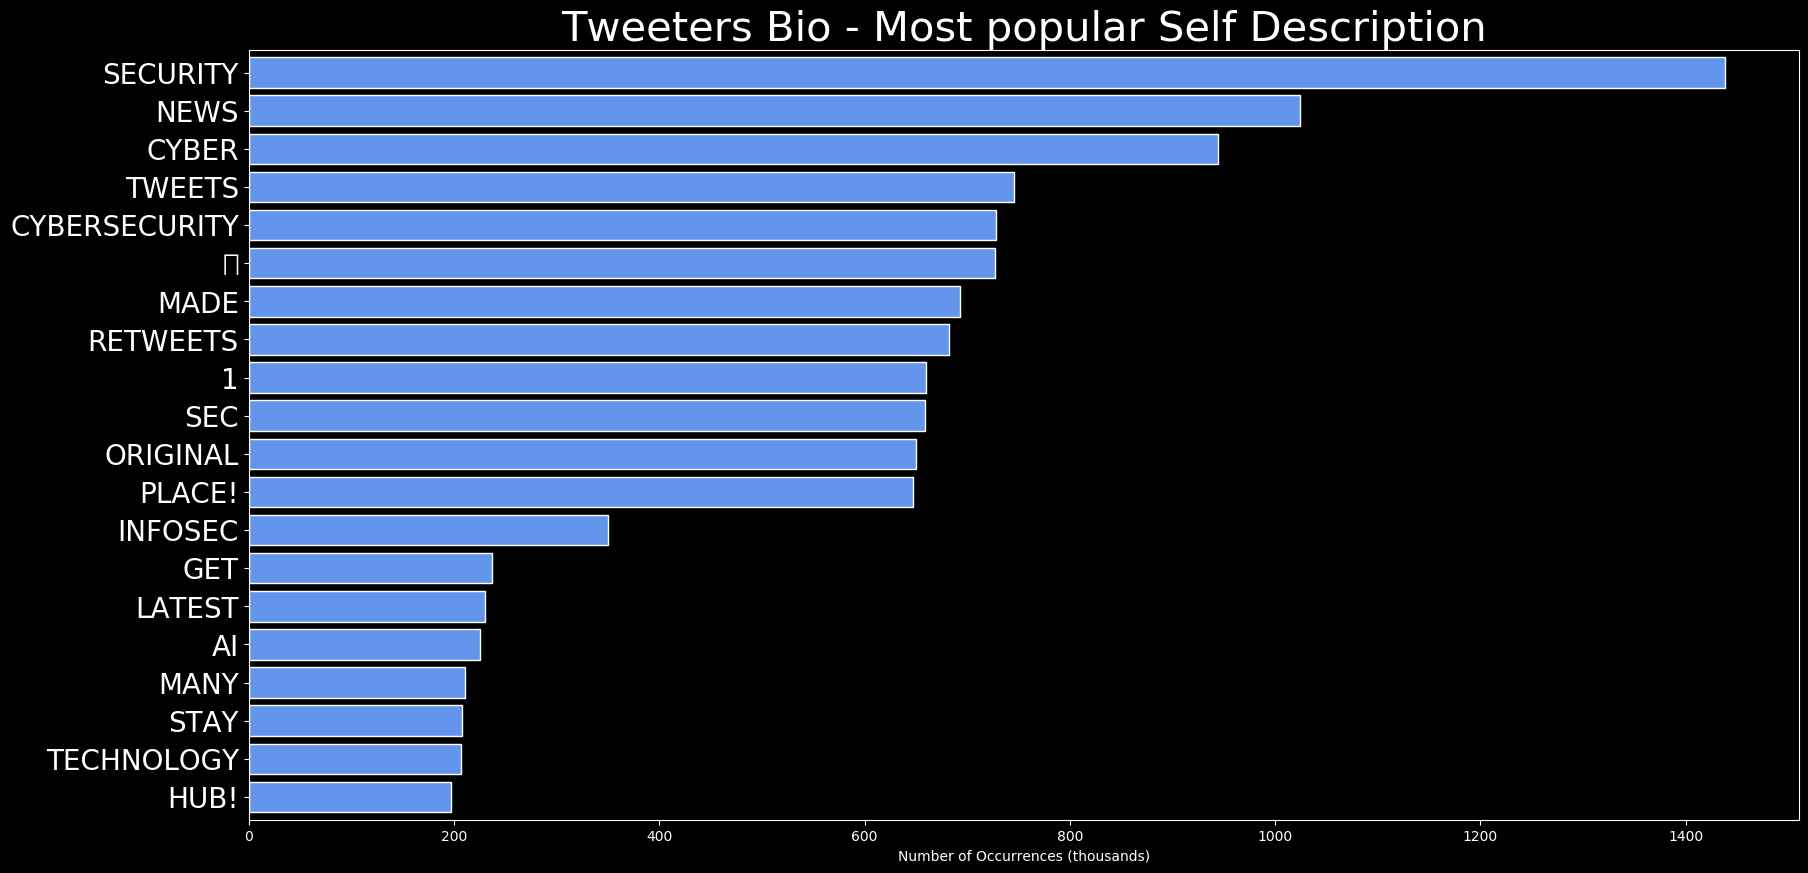 Tweeters Bio - Most popular Self Description
SECURITY
NEWS
CYBER
TWEETS
CYBERSECURITY
MADE
RETWEETS
1
SEC
ORIGINAL
PLACE!
INFOSEC
GET
LATEST
AI
MANY
STAY
TECHNOLOGY
HUB!
0 200 400 600 800 1000 1200 1400
Number of Occurrences (thousands)